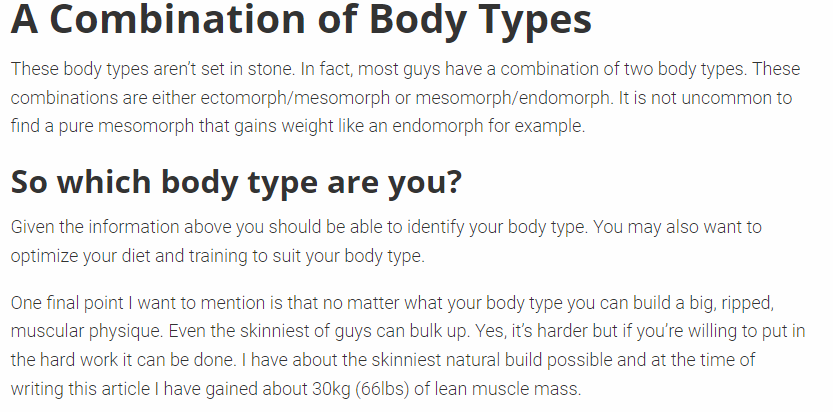 A Combination of Body Types
These body types aren't set in stone. In fact, most guys have a combination of two body types. These
combinations are either ectomorph/mesomorph or mesomorph/endomorph. It is not uncommon to
find a pure mesomorph that gains weight like an endomorph for example.
So which body type are you?
Given the information above you should be able to identify your body type. You may also want to
optimize your diet and training to suit your body type.
One final point I want to mention is that no matter what your body type you can build a big, ripped,
muscular physique. Even the skinniest of guys can bulk up. Yes, it's harder but if you're willing to put in
the hard work it can be done. I have about the skinniest natural build possible and at the time of
writing this article I have gained about 30kg (66lbs) of lean muscle mass.